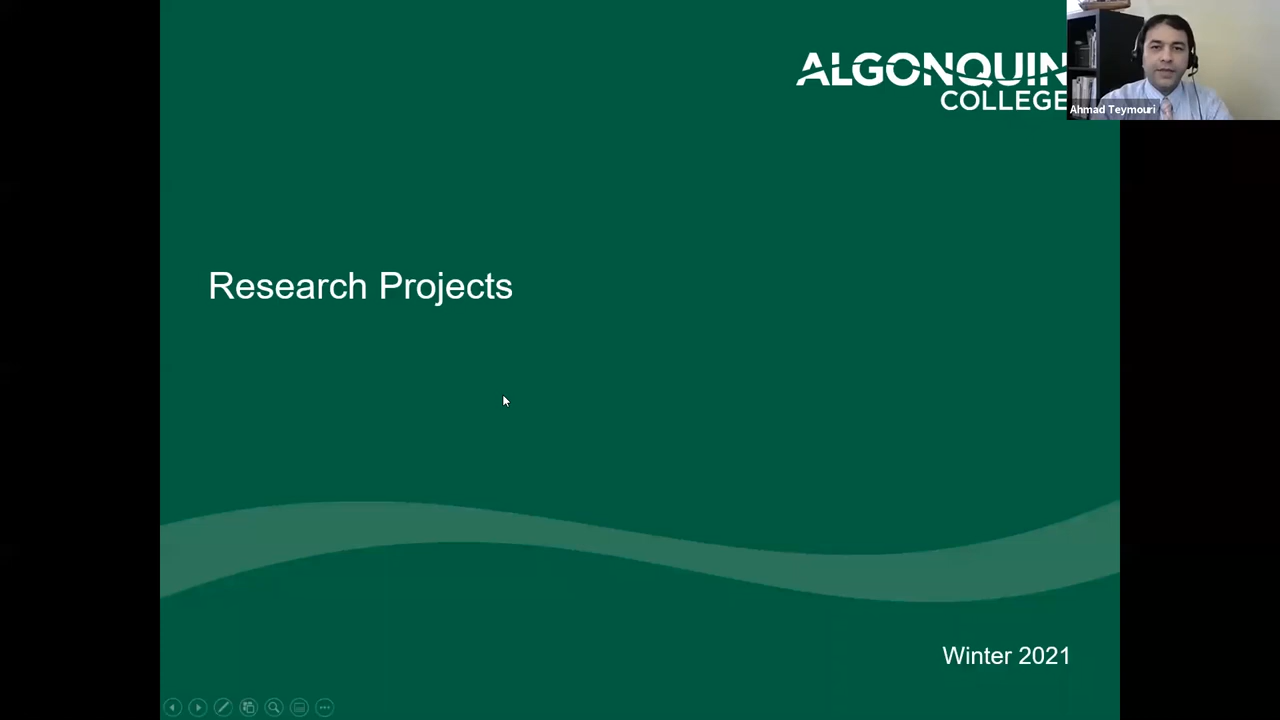 ALGONQUIN
COLLEGE
Ahmad Teymouri
Research Projects
Winter 2021